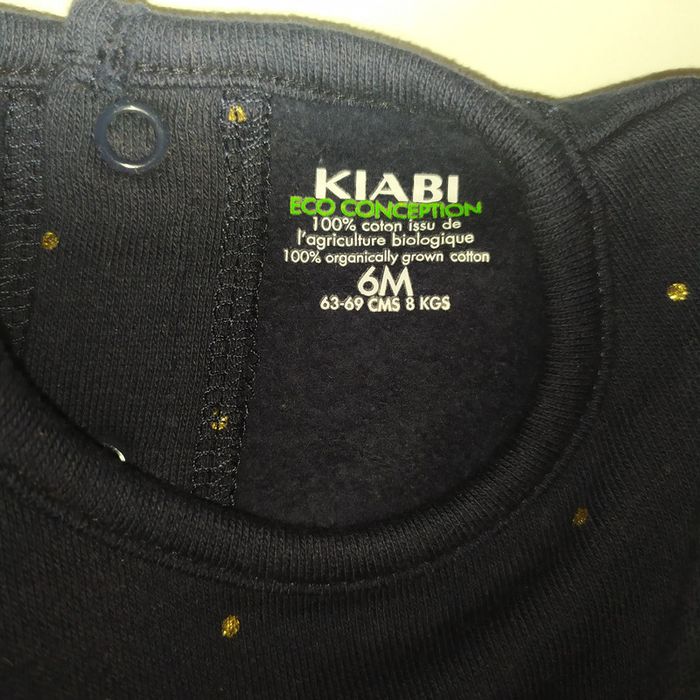 KIABI
ECO CONCEPTION
100% coton issu de
l'agriculture biologique
100% organically grown cotton
6M
63-69 CMS 8 KGS